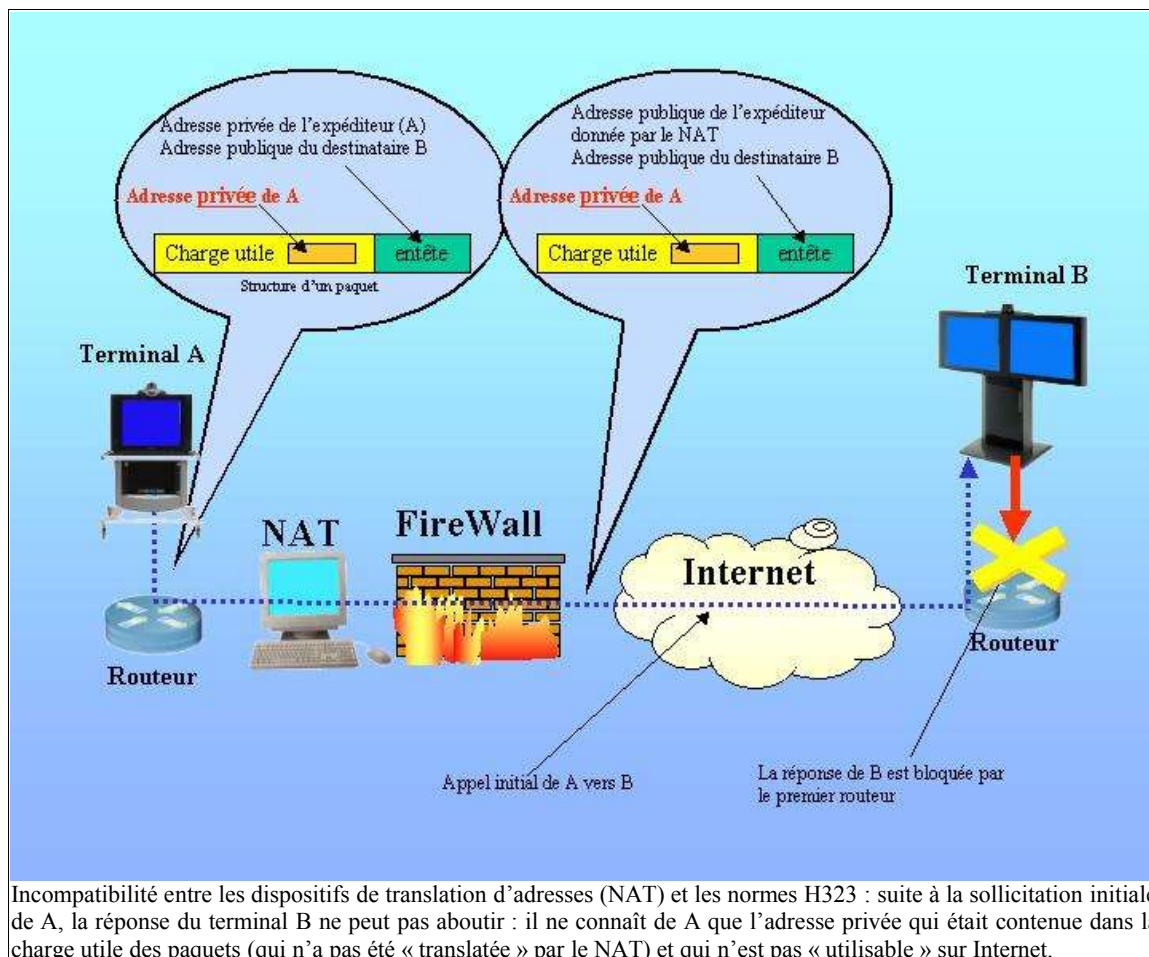 Adresse privée de l'expéditeur (A)
Adresse publique du destinataire B
Adresse privée de A
Charge utile
entête
Structure d'un paquet
Adresse publique de l'expéditeur
donnée par le NAT
Adresse publique du destinataire B
Adresse privée de A
Charge utile
entête
Terminal B
Terminal A
NAT
FireWall
Internet
Routeur
Routeur
Appel initial de A vers B
La réponse de B est bloquée par
le premier routeur
Incompatibilité entre les dispositifs de translation d'adresses (NAT) et les normes H323 : suite à la sollicitation initiale
de A, la réponse du terminal B ne peut pas aboutir : il ne connaît de A que l'adresse privée qui était contenue dans la
charge utile des paquets (qui n'a pas été « translatée » par le NAT) et qui n'est pas « utilisable » sur Internet.